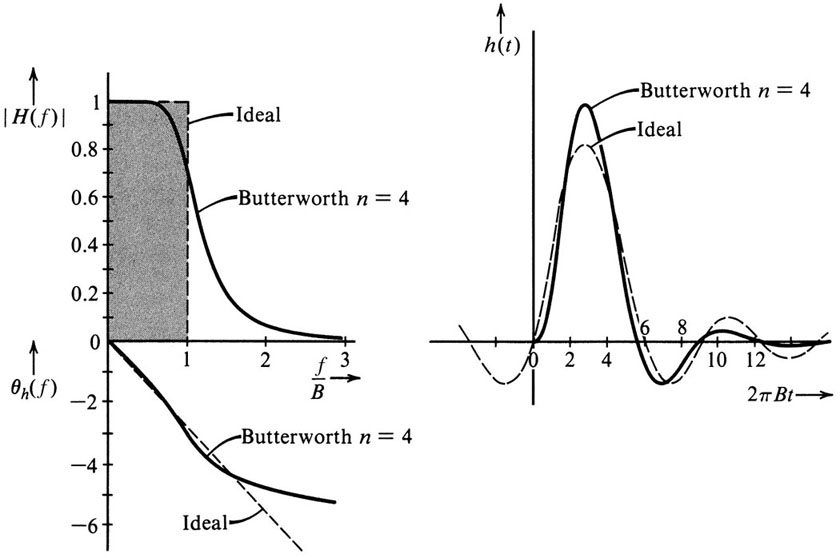 |H(f)|
1
0.8
0.6
0.4
0.2
0
Ideal
Butterworth n = 4
1
2
3
f/B
θh(f)
−2
−4
−6
Butterworth n = 4
Ideal
h(t)
Butterworth n = 4
Ideal
6
8
0
2
4
10
12
2πBt